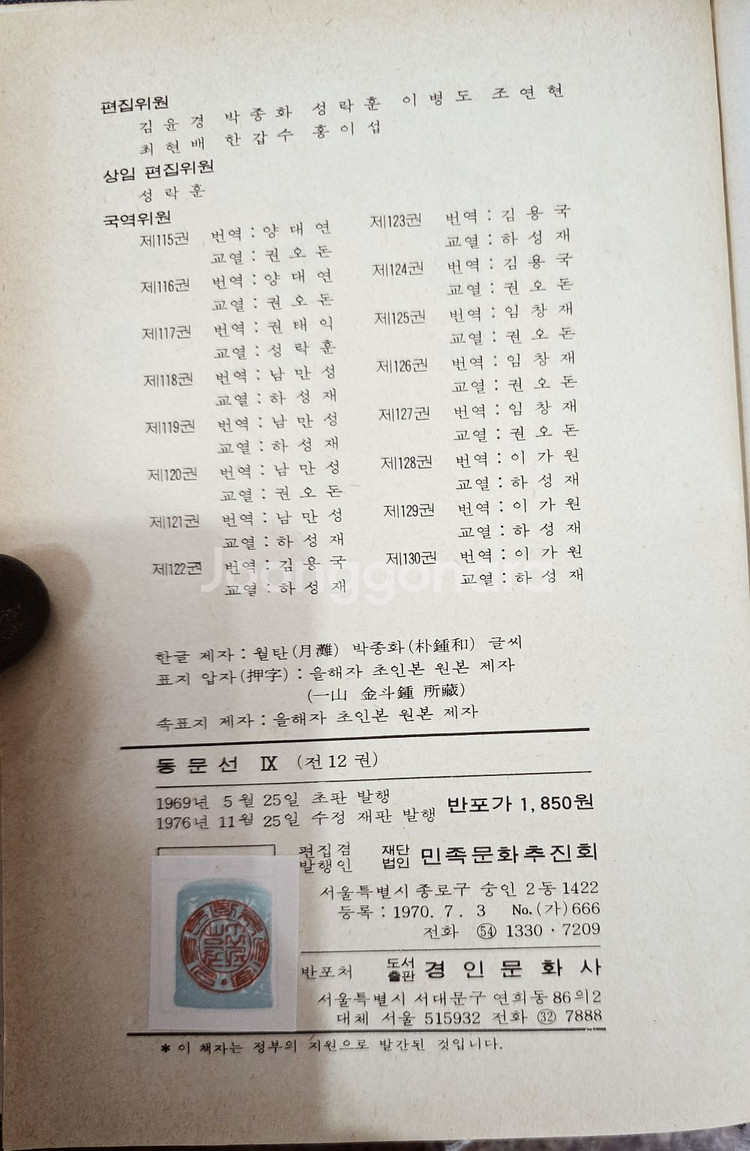 편집위원
김윤경 박종화 성락훈 이병도 조연현
최현배 한갑수 홍이섭
상임 편집위원
성락훈
국역위원
제115권 번역 : 양대연
교열 : 권오돈
제116권 번역 : 양대연
교열 : 권오돈
제117권 번역 : 권태익
교열 : 성락훈
제118권 번역 : 남만성
교열 : 하성재
제119권 번역 : 남만성
교열 : 하성재
제120권 번역 : 남만성
교열 : 권오돈
제121권 번역 : 남만성
교열 : 하성재
제122권 번역 : 김용국
교열 : 하성재
제123권 번역 : 김용국
교열 : 하성재
제124권 번역 : 김용국
교열 : 권오돈
제125권 번역 : 임창재
교열 : 권오돈
제126권 번역 : 임창재
교열 : 권오돈
제127권 번역 : 임창재
교열 : 권오돈
제128권 번역 : 이가원
교열 : 하성재
제129권 번역 : 이가원
교열 : 하성재
제130권 번역 : 이가원
교열 : 하성재
한글 제자 : 월탄(月灘) 박종화(朴鍾和) 글씨
표지 압자(押字) : 을해자 초인본 원본 제자
(一山 金斗鍾 所藏)
속표지 제자 : 을해자 초인본 원본 제자
동문선 Ⅸ (전 12 권)
1969년 5월 25일 초판 발행
1976년 11월 25일 수정 재판 발행
반포가 1,850원
편집겸 발행인 재단법인 민족문화추진회
서울특별시 종로구 숭인 2동 1422
등록 : 1970. 7. 3 No.(가)666
전화 ㊴ 1330 · 7209
반포처 도서출판 경인문화사
서울특별시 서대문구 연희동 86의2
대체 서울 515932 전화 ㉜ 7888
* 이 책자는 정부의 지원으로 발간된 것입니다.